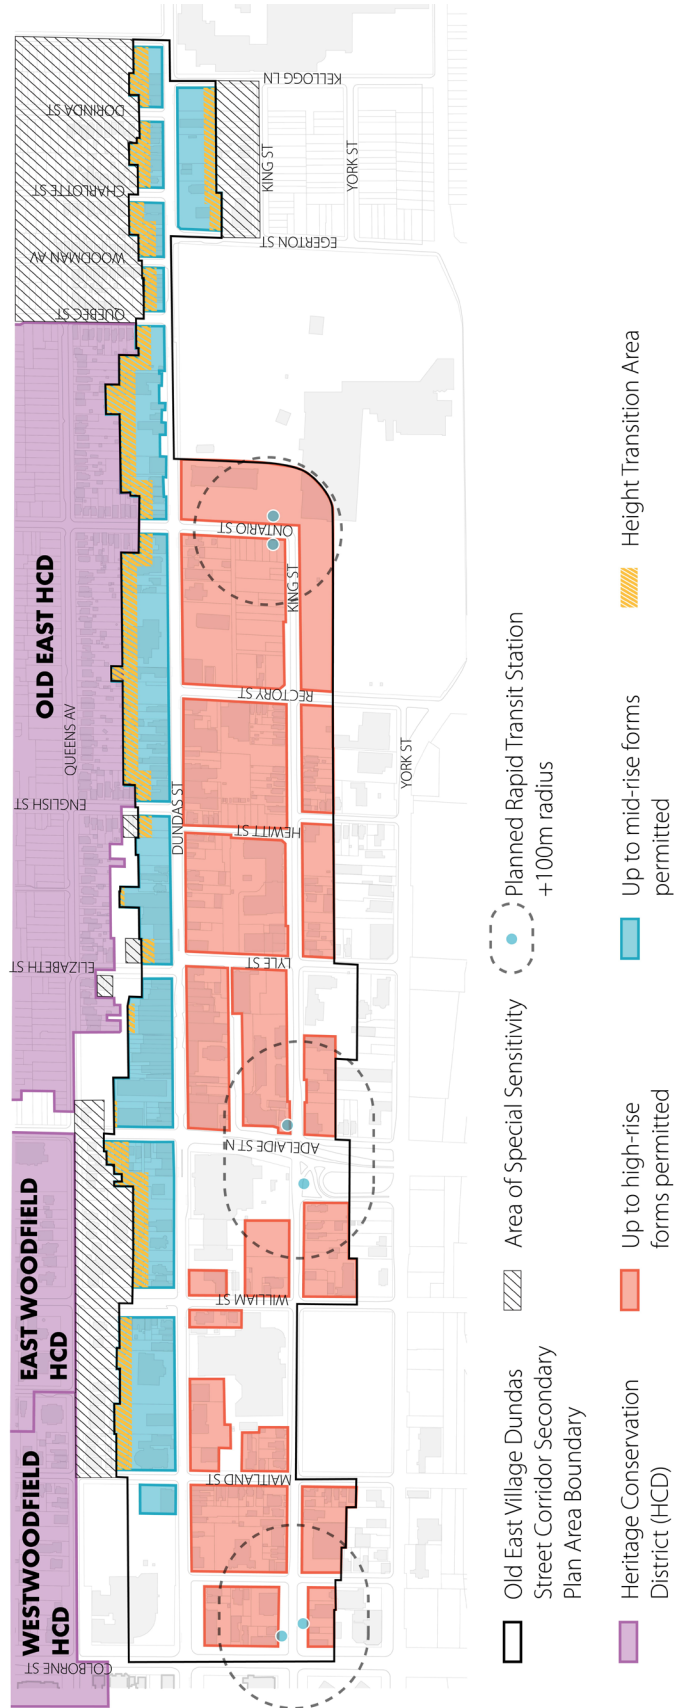 WESTWOODFIELD
HCD
EAST WOODFIELD
HCD
OLD EAST HCD
COLBORNE ST
MAITLAND ST
WILLIAM ST
ADELAIDE ST N
ELIZABETH ST
LYLE ST
ENGLISH ST
HEWITT ST
QUEENS AV
DUNDAS ST
RECTORY ST
YORK ST
KING ST
ONTARIO ST
QUEBEC ST
WOODMAN AV
EGERTON ST
CHARLOTTE ST
DORINDA ST
KING ST
YORK ST
KELLOGG LN
Old East Village Dundas
Street Corridor Secondary
Plan Area Boundary
Area of Special Sensitivity
Planned Rapid Transit Station
+100m radius
Heritage Conservation
District (HCD)
Up to high-rise
forms permitted
Up to mid-rise forms
permitted
Height Transition Area